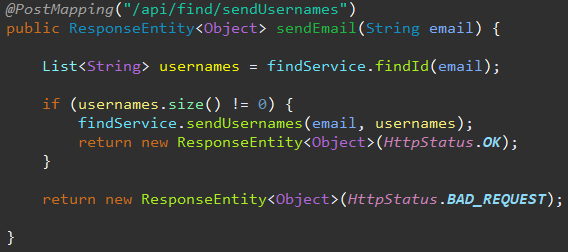 @PostMapping("/api/find/sendUsernames")
public ResponseEntity<Object> sendEmail(String email) {
List<String> usernames = findService.findId(email);
if (usernames.size() != 0) {
findService.sendUsernames(email, usernames);
return new ResponseEntity<Object>(HttpStatus.OK);
}
return new ResponseEntity<Object>(HttpStatus.BAD_REQUEST);
}